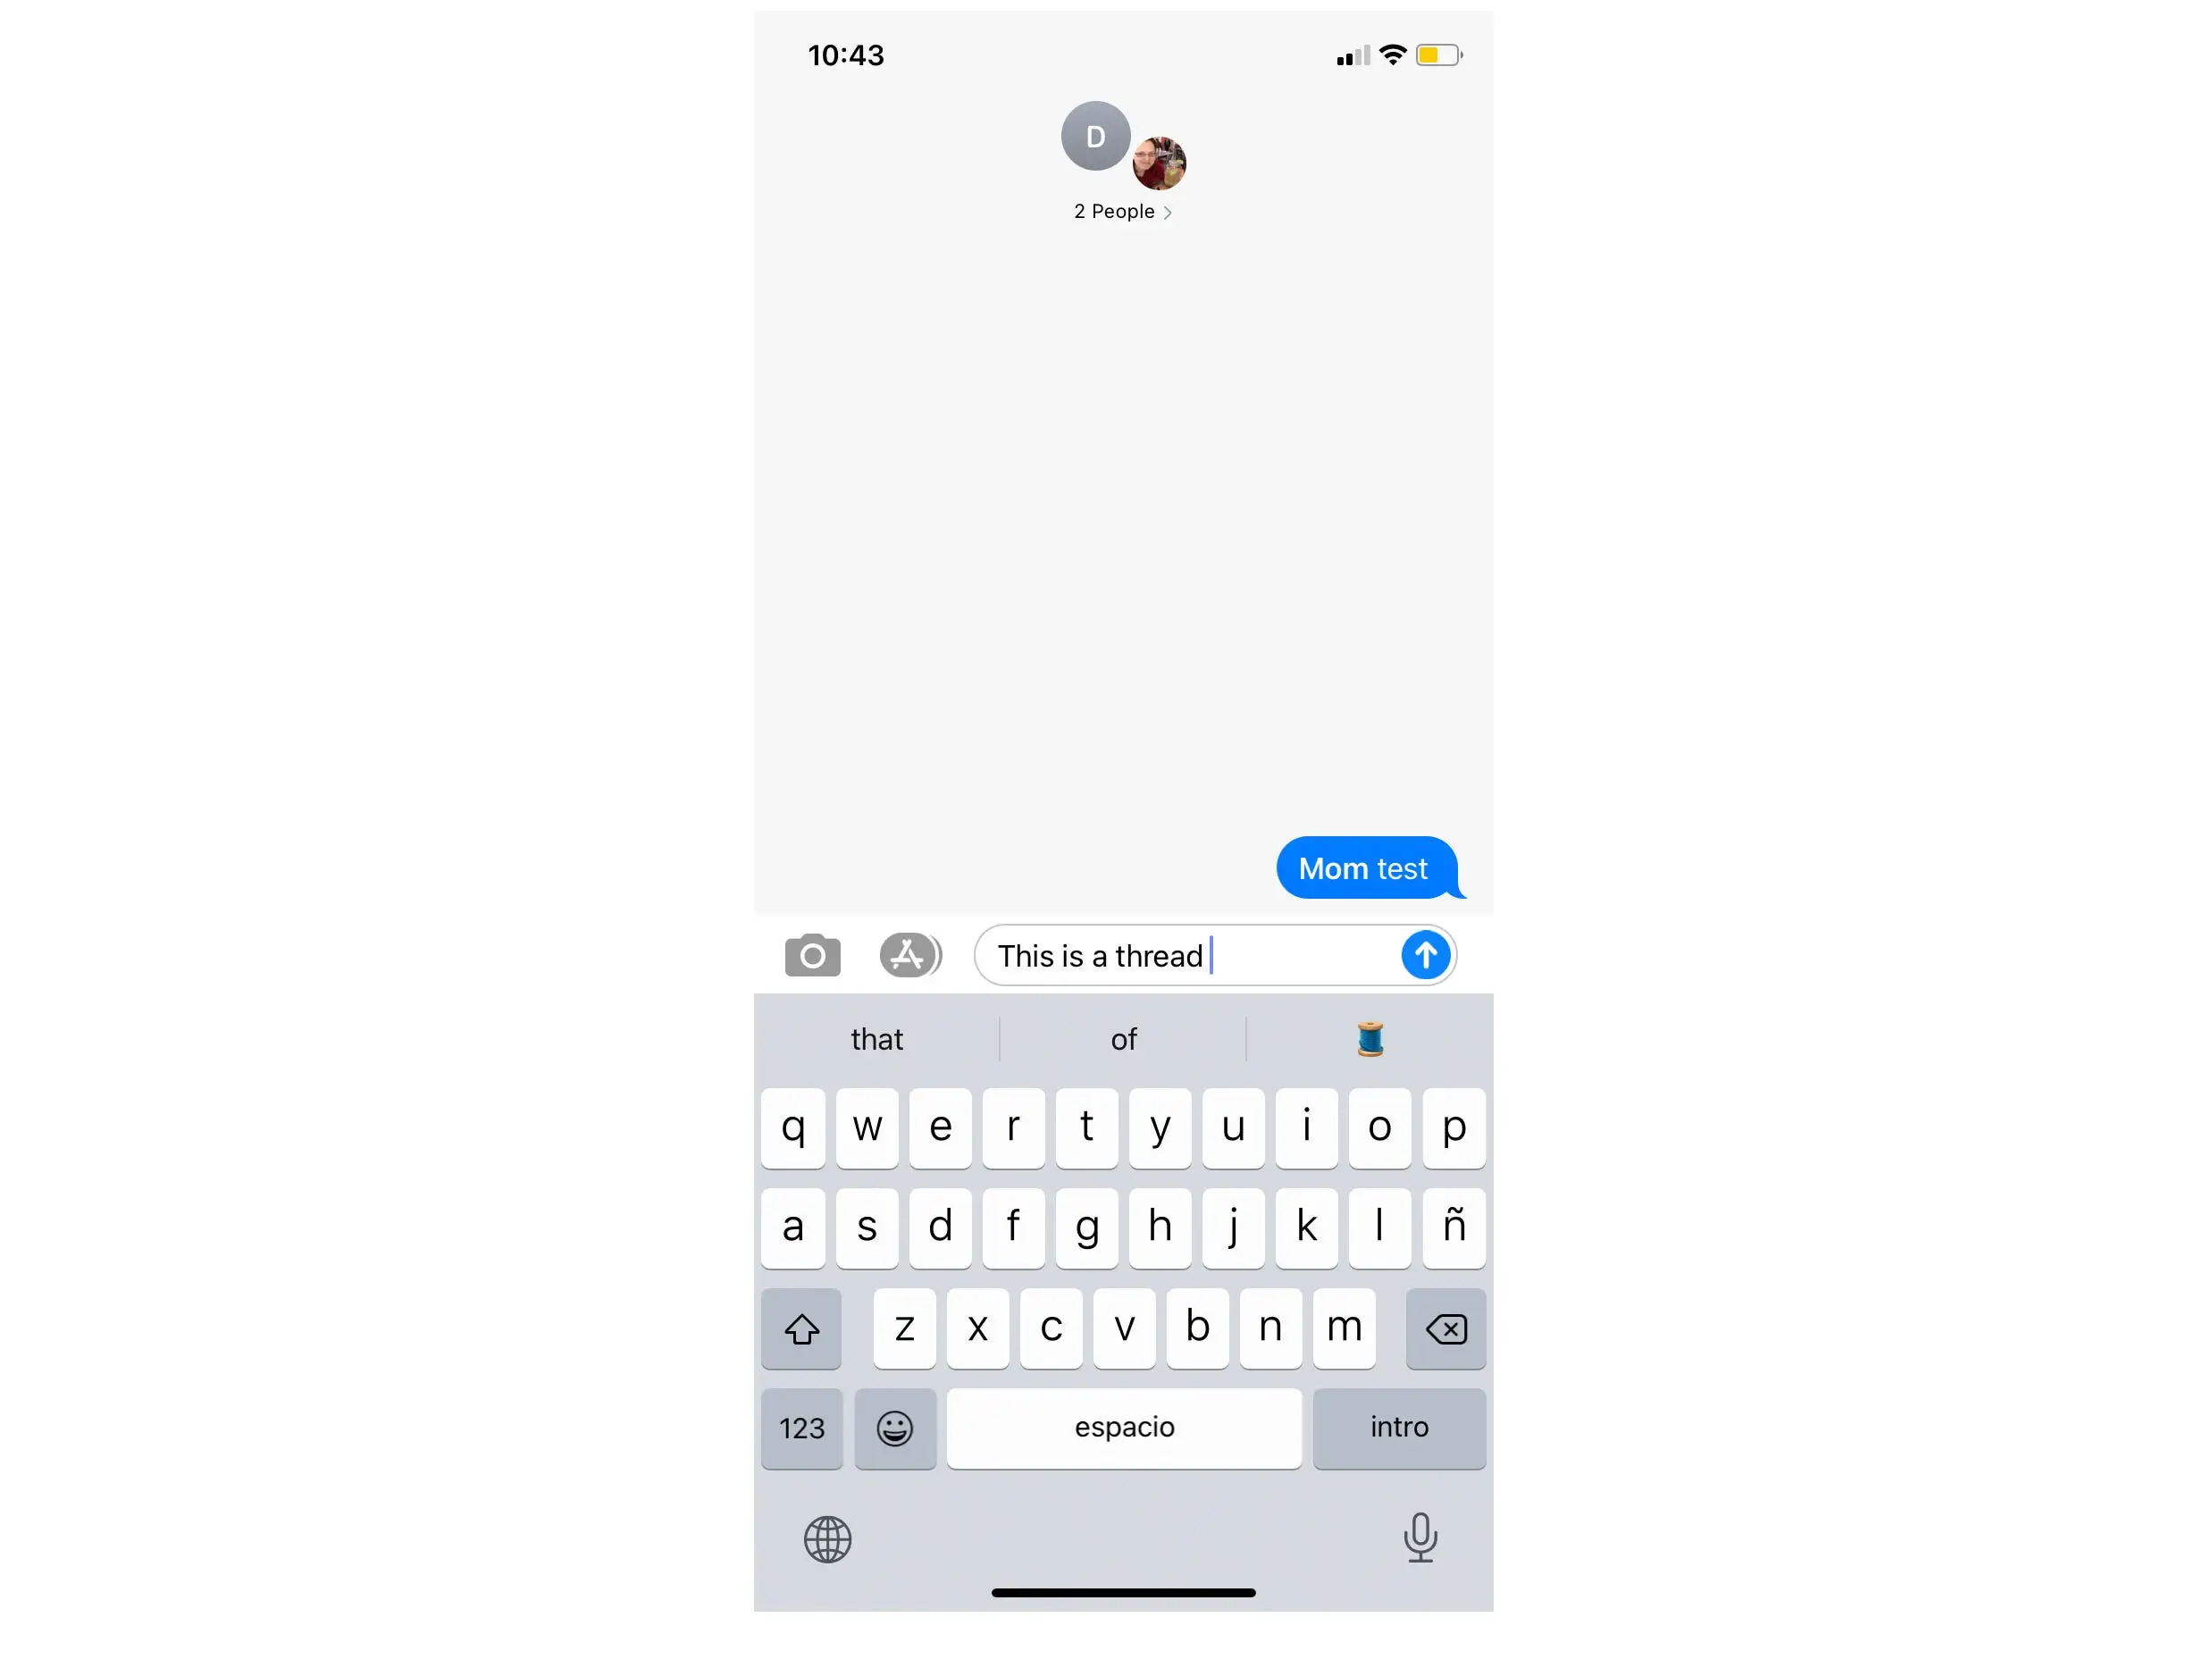 10:43
D
2 People
Mom test
This is a thread
that of
q w e r t y u i o p
a s d f g h j k l ñ
z x c v b n m
123 espacio intro